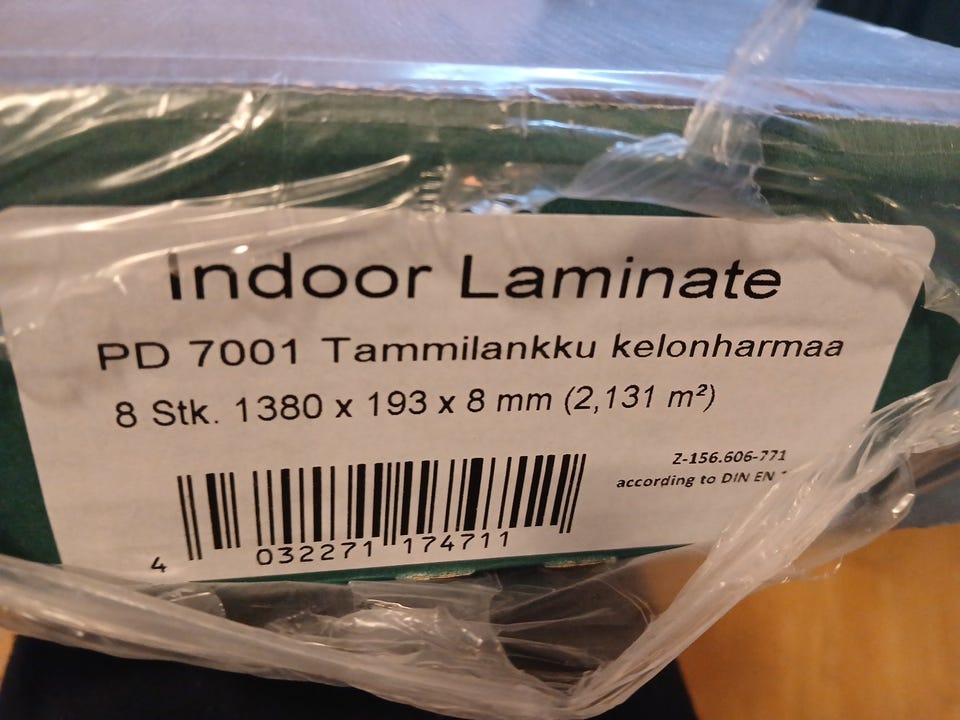 Indoor Laminate
PD 7001 Tammilankku kelonharmaa
8 Stk. 1380 x 193 x 8 mm (2,131 m²)
Z-156.606-771
according to DIN EN
4 032271 174711